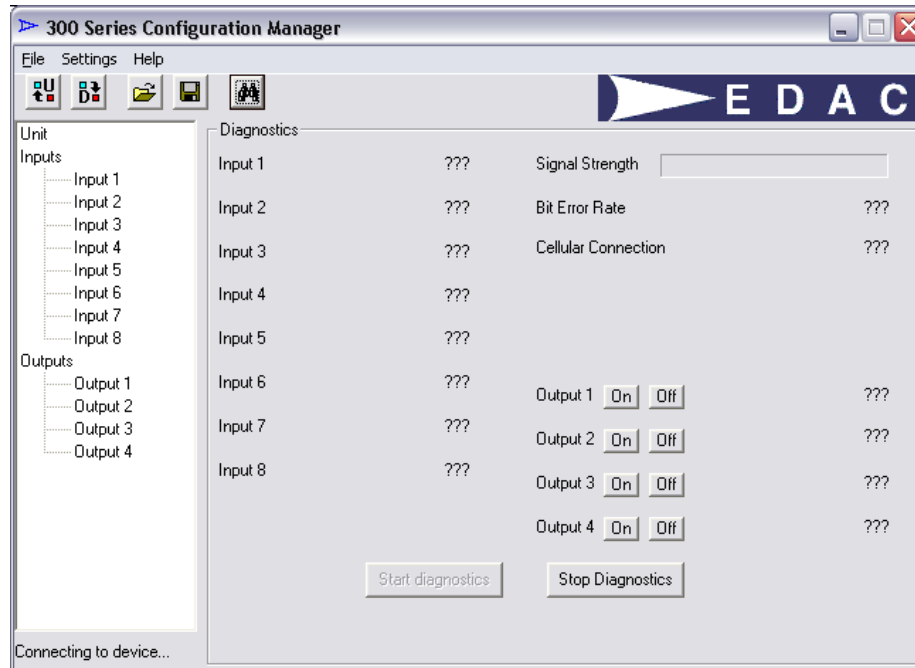 300 Series Configuration Manager
File Settings Help
U
D
EDAC
Unit
Inputs
Input 1
Input 2
Input 3
Input 4
Input 5
Input 6
Input 7
Input 8
Outputs
Output 1
Output 2
Output 3
Output 4
Connecting to device...
Diagnostics
Input 1 ???
Input 2 ???
Input 3 ???
Input 4 ???
Input 5 ???
Input 6 ???
Input 7 ???
Input 8 ???
Signal Strength
Bit Error Rate ???
Cellular Connection ???
Output 1 On Off ???
Output 2 On Off ???
Output 3 On Off ???
Output 4 On Off ???
Start diagnostics Stop Diagnostics